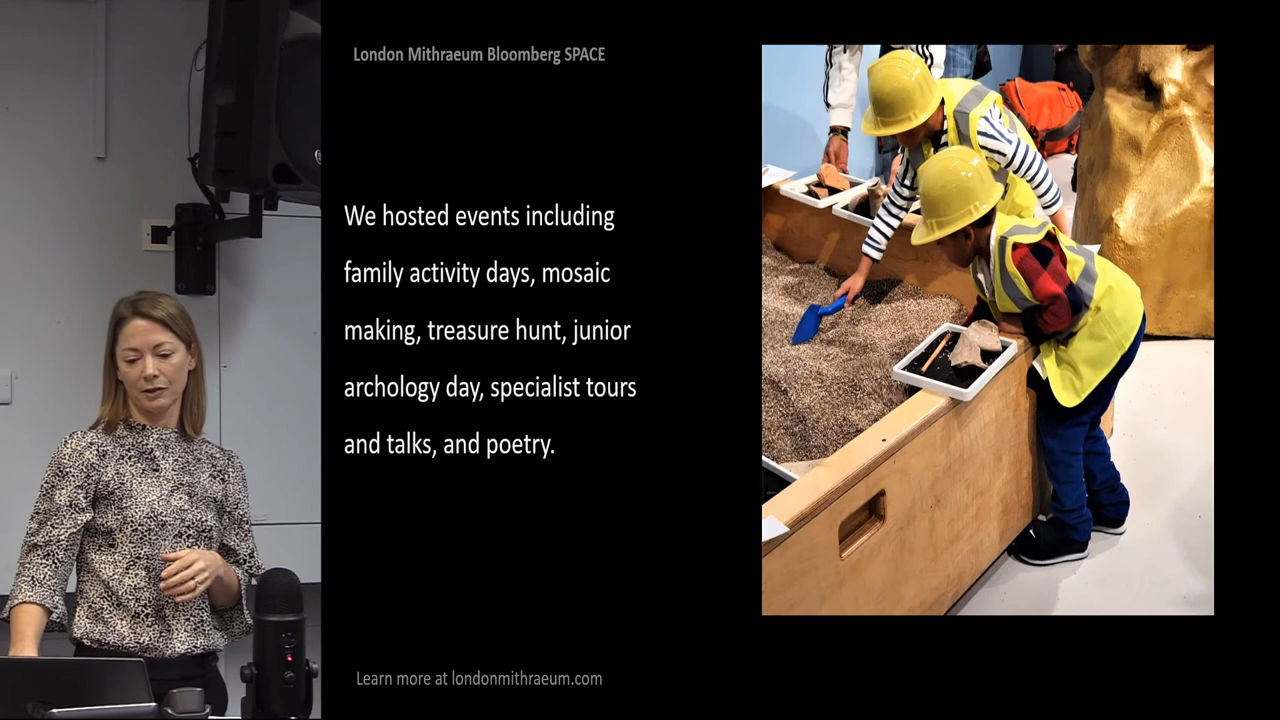 London Mithraeum Bloomberg SPACE
We hosted events including
family activity days, mosaic
making, treasure hunt, junior
archology day, specialist tours
and talks, and poetry.
Learn more at londonmithraeum.com